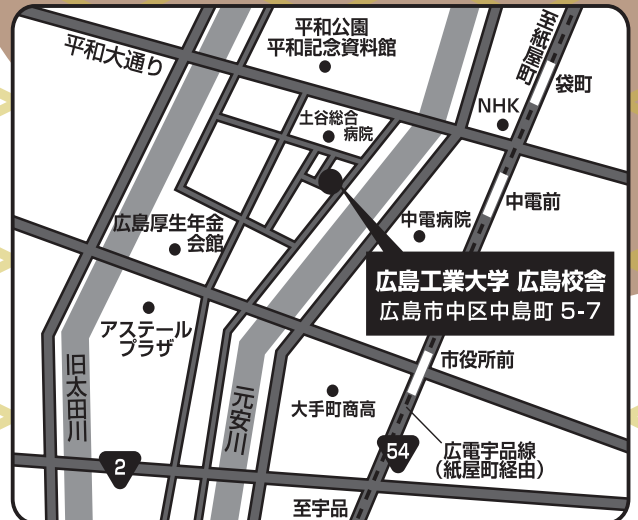 平和公園
平和記念資料館
至紙屋町
平和大通り
袋町
NHK
土谷総合
病院
中電前
中電病院
広島厚生年金
会館
広島工業大学 広島校舎
広島市中区中島町 5-7
アステール
プラザ
市役所前
旧太田川
元安川
大手町商高
54
広電宇品線
(紙屋町経由)
2
至宇品